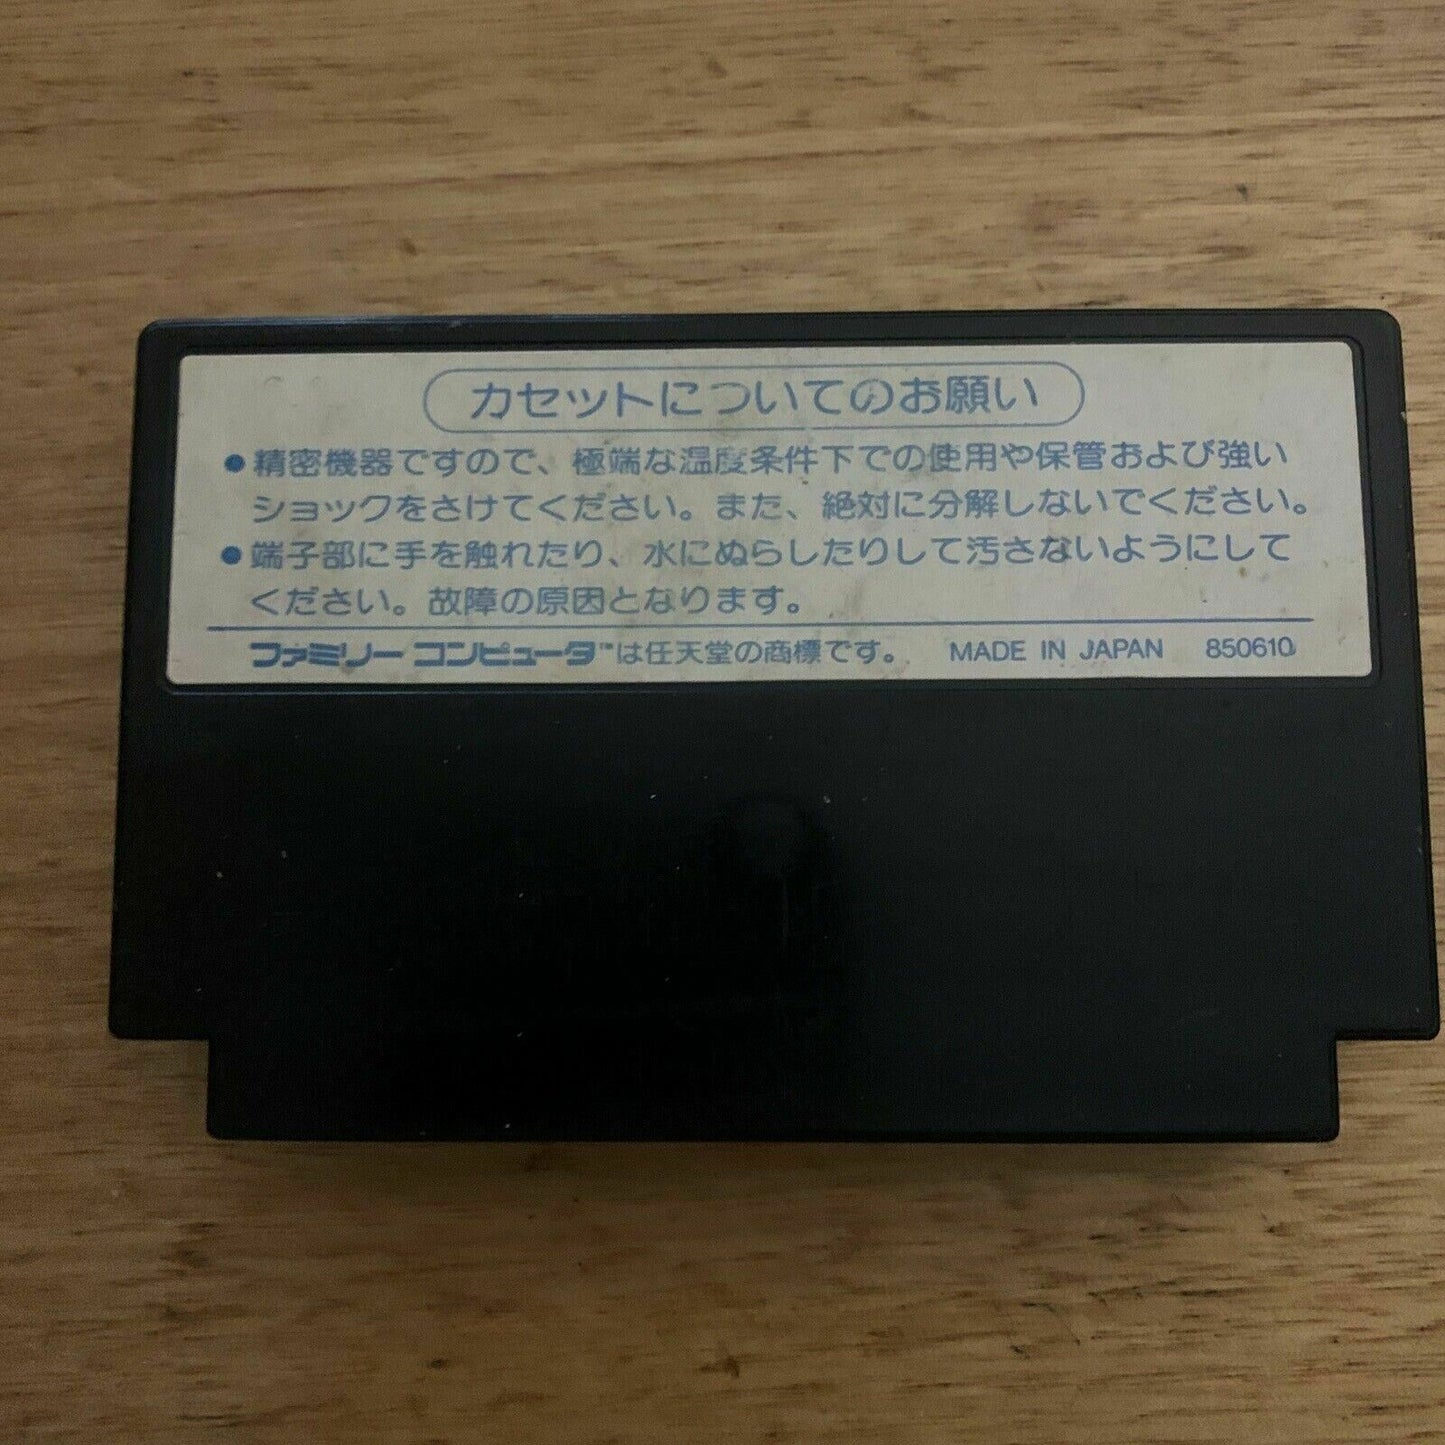 カセットについてのお願い
●精密機器ですので、極端な温度条件下での使用や保管および強い
ショックをさけてください。また、絶対に分解しないでください。
●端子部に手を触れたり、水にぬらしたりして汚さないようにして
ください。故障の原因となります。
ファミリーコンピュータ™は任天堂の商標です。 MADE IN JAPAN 850610